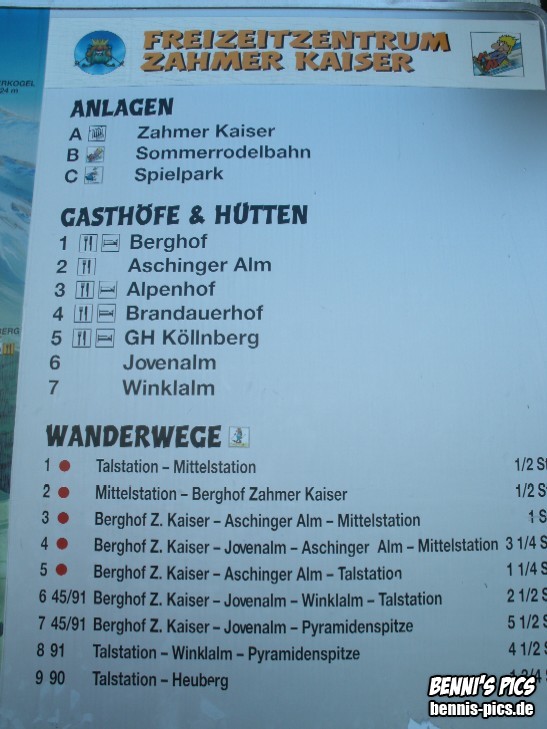 FREIZEITZENTRUM
ZAHMER KAISER
ERKOGEL
24 m
ANLAGEN
A Zahmer Kaiser
B Sommerrodelbahn
C Spielpark
GASTHÖFE & HÜTTEN
1 Berghof
2 Aschinger Alm
3 Alpenhof
4 Brandauerhof
5 GH Köllnberg
6 Jovenalm
7 Winklalm
BERG
WANDERWEGE
1 Talstation – Mittelstation 1/2 S
2 Mittelstation – Berghof Zahmer Kaiser 1/2 S
3 Berghof Z. Kaiser – Aschinger Alm – Mittelstation 1 S
4 Berghof Z. Kaiser – Jovenalm – Aschinger Alm – Mittelstation 3 1/4 S
5 Berghof Z. Kaiser – Aschinger Alm – Talstation 1 1/4 S
6 45/91 Berghof Z. Kaiser – Jovenalm – Winklalm – Talstation 2 1/2 S
7 45/91 Berghof Z. Kaiser – Jovenalm – Pyramidenspitze 5 1/2 S
8 91 Talstation – Winklalm – Pyramidenspitze 4 1/2 S
9 90 Talstation – Heuberg
BENNI'S PICS
bennis-pics.de